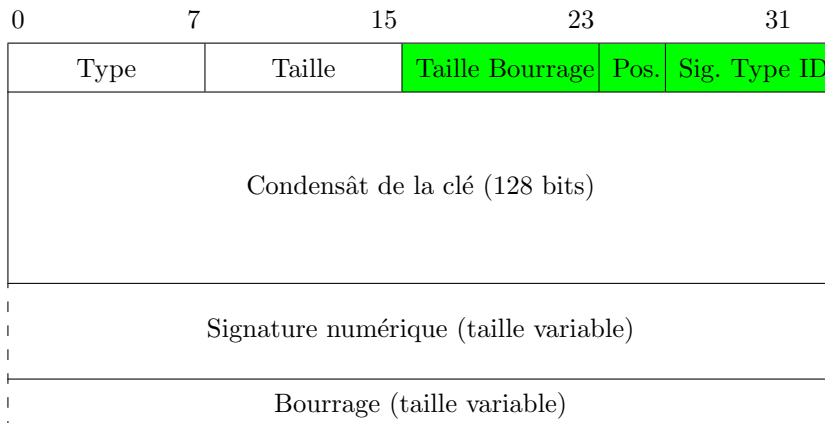 0 7 15 23 31
Type Taille Taille Bourrage Pos. Sig. Type ID
Condensât de la clé (128 bits)
Signature numérique (taille variable)
Bourrage (taille variable)